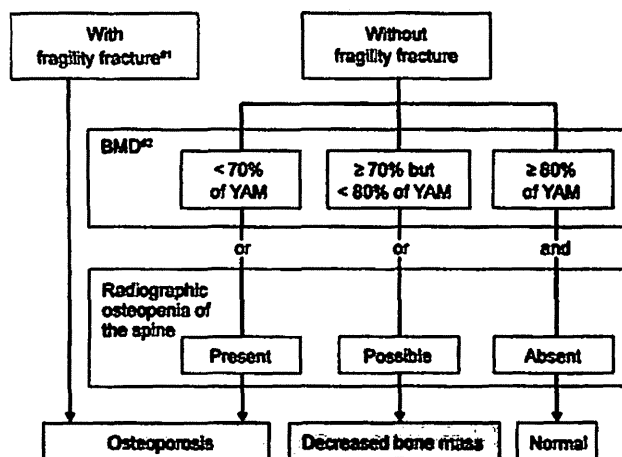 With
fragility fracture#1
Without
fragility fracture
BMD#2
< 70%
of YAM
≥ 70% but
< 80% of YAM
≥ 80%
of YAM
or
or
and
Radiographic
osteopenia of
the spine
Present
Possible
Absent
Osteoporosis
Decreased bone mass
Normal